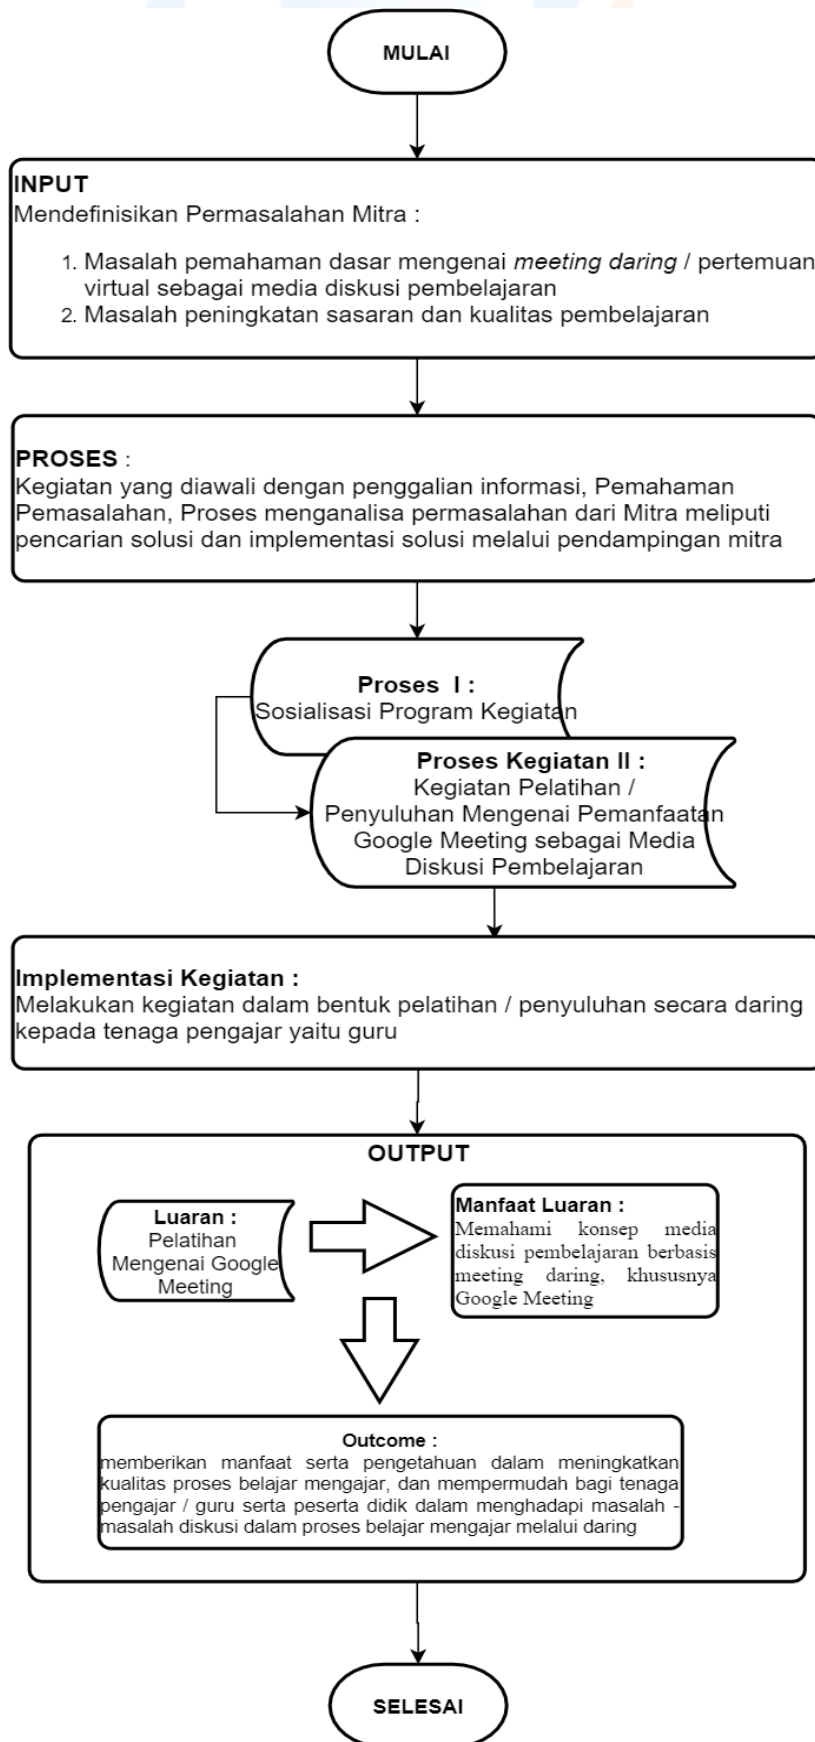 MULAI
INPUT
Mendefinisikan Permasalahan Mitra :
1. Masalah pemahaman dasar mengenai meeting daring / pertemuan
virtual sebagai media diskusi pembelajaran
2. Masalah peningkatan sasaran dan kualitas pembelajaran
PROSES :
Kegiatan yang diawali dengan penggalian informasi, Pemahaman
Pemasalahan, Proses menganalisa permasalahan dari Mitra meliputi
pencarian solusi dan implementasi solusi melalui pendampingan mitra
Proses I :
Sosialisasi Program Kegiatan
Proses Kegiatan II :
Kegiatan Pelatihan /
Penyuluhan Mengenai Pemanfaatan
Google Meeting sebagai Media
Diskusi Pembelajaran
Implementasi Kegiatan :
Melakukan kegiatan dalam bentuk pelatihan / penyuluhan secara daring
kepada tenaga pengajar yaitu guru
OUTPUT
Luaran :
Pelatihan
Mengenai Google
Meeting
Manfaat Luaran :
Memahami konsep media
diskusi pembelajaran berbasis
meeting daring, khususnya
Google Meeting
Outcome :
memberikan manfaat serta pengetahuan dalam meningkatkan
kualitas proses belajar mengajar, dan mempermudah bagi tenaga
pengajar / guru serta peserta didik dalam menghadapi masalah -
masalah diskusi dalam proses belajar mengajar melalui daring
SELESAI